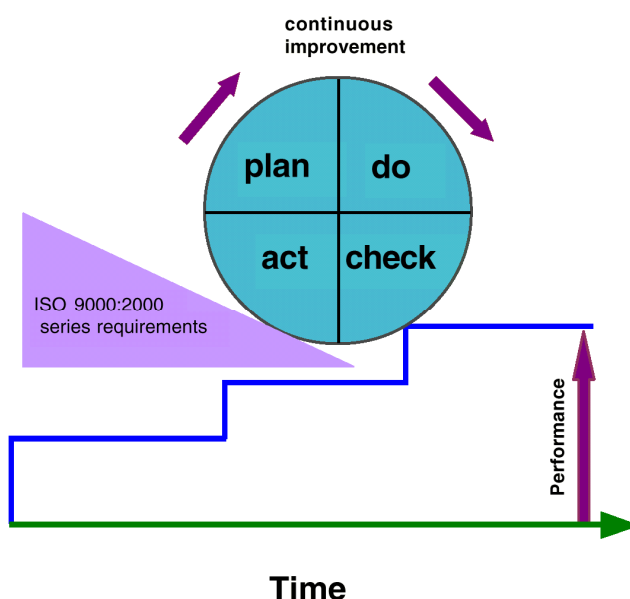 continuous
improvement
plan
do
act
check
ISO 9000:2000
series requirements
Performance
Time